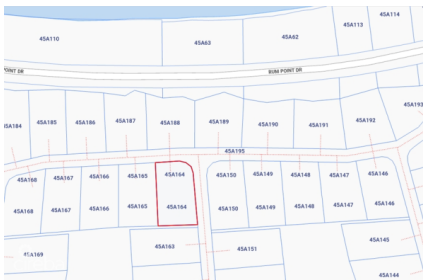 45A110
45A63
45A62
45A113
45A114
POINT DR
BUM POINT DR
45A193
45A184
45A185
45A186
45A187
45A188
45A189
45A190
45A191
45A192
45A195
45A168
45A167
45A166
45A165
45A164
45A150
45A149
45A148
45A147
45A146
45A168
45A167
45A166
45A165
45A164
45A150
45A149
45A148
45A147
45A146
45A169
45A163
45A151
45A145
45A144